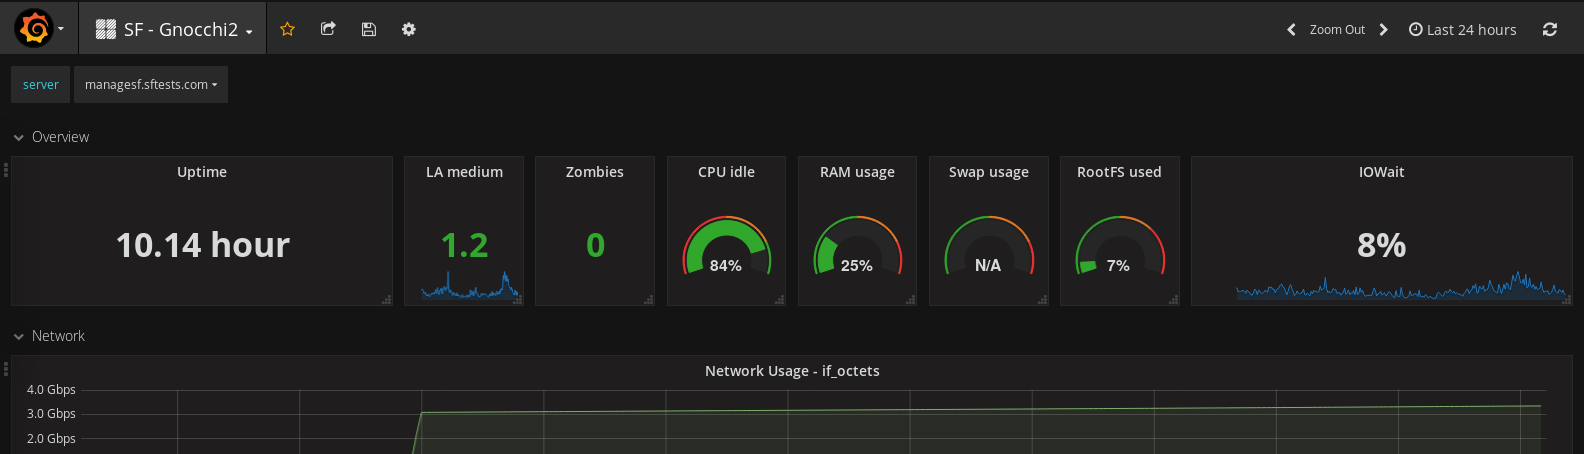 SF - Gnocchi2
Zoom Out
Last 24 hours
server
managesf.sftests.com
Overview
Uptime
LA medium
Zombies
CPU idle
RAM usage
Swap usage
RootFS used
IOWait
10.14 hour
1.2
0
84%
25%
N/A
7%
8%
Network
Network Usage - if_octets
4.0 Gbps
3.0 Gbps
2.0 Gbps